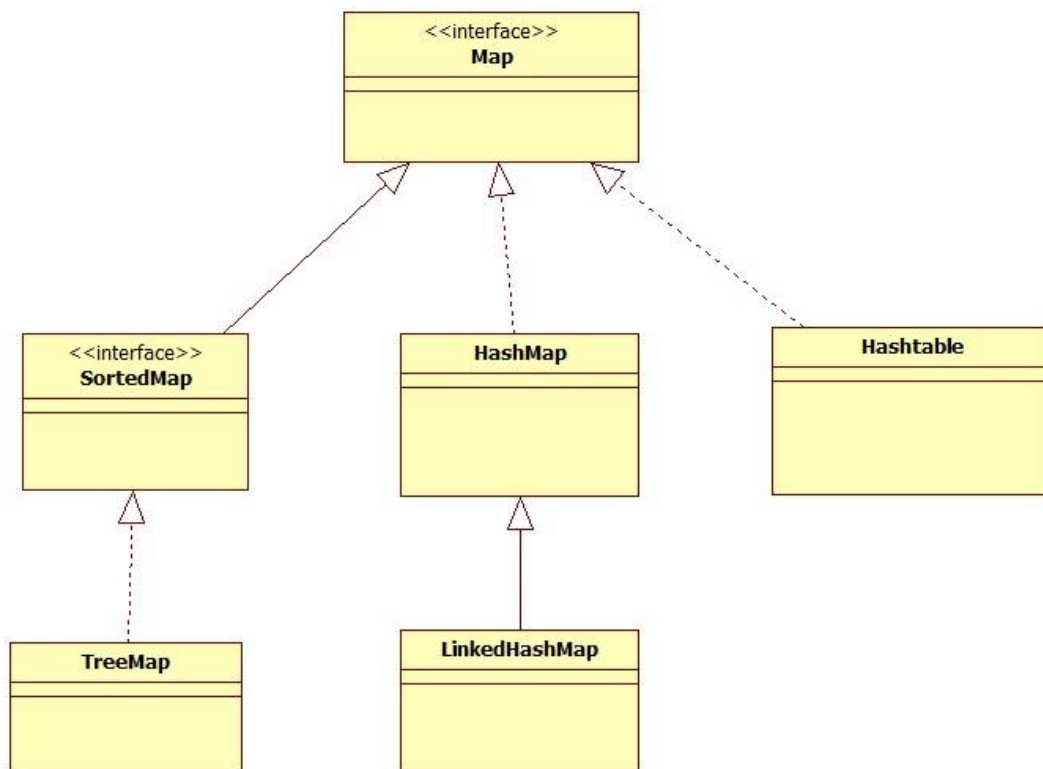 <<interface>>
Map
<<interface>>
SortedMap
HashMap
Hashtable
TreeMap
LinkedHashMap